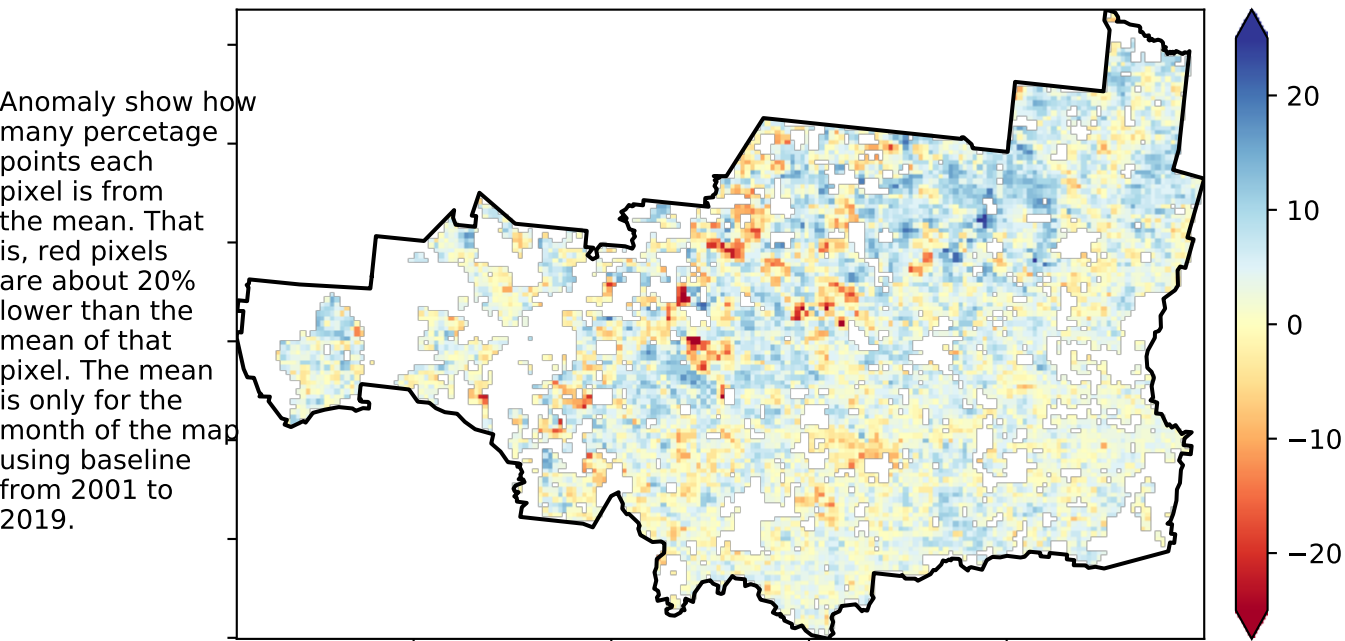 Anomaly show how
many percetage
points each
pixel is from
the mean. That
is, red pixels
are about 20%
lower than the
mean of that
pixel. The mean
is only for the
month of the map
using baseline
from 2001 to
2019.
20
10
0
−10
−20